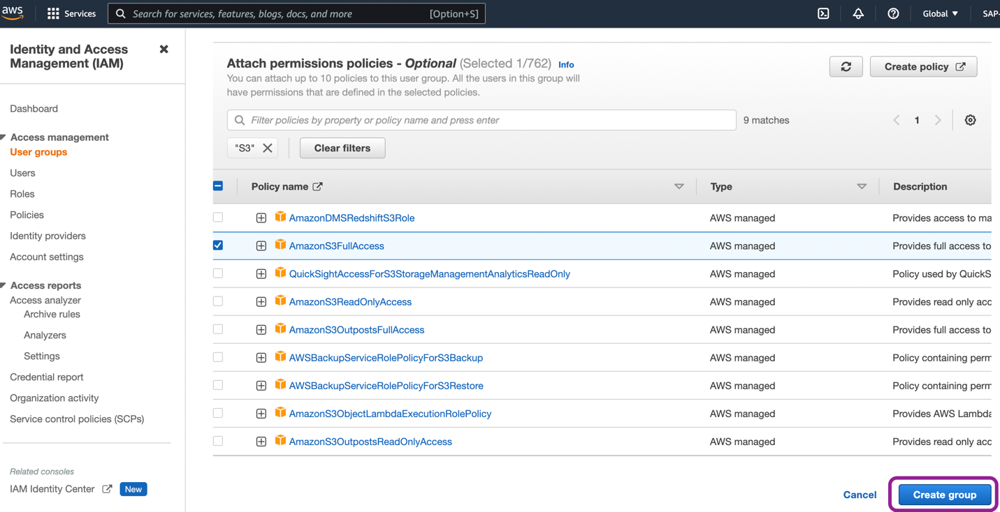 aws
Services
Search for services, features, blogs, docs, and more
[Option+S]
Global ▼
SAP-
Identity and Access
Management (IAM)
Dashboard
Access management
User groups
Users
Roles
Policies
Identity providers
Account settings
Access reports
Access analyzer
Archive rules
Analyzers
Settings
Credential report
Organization activity
Service control policies (SCPs)
Related consoles
IAM Identity Center
New
Attach permissions policies - Optional (Selected 1/762) Info
You can attach up to 10 policies to this user group. All the users in this group will
have permissions that are defined in the selected policies.
Create policy
Filter policies by property or policy name and press enter
9 matches
1
"S3"
Clear filters
Policy name
Type
Description
AmazonDMSRedshiftS3Role AWS managed Provides access to ma
AmazonS3FullAccess AWS managed Provides full access to
QuickSightAccessForS3StorageManagementAnalyticsReadOnly AWS managed Policy used by QuickS
AmazonS3ReadOnlyAccess AWS managed Provides read only acc
AmazonS3OutpostsFullAccess AWS managed Provides full access to
AWSBackupServiceRolePolicyForS3Backup AWS managed Policy containing perm
AWSBackupServiceRolePolicyForS3Restore AWS managed Policy containing perm
AmazonS3ObjectLambdaExecutionRolePolicy AWS managed Provides AWS Lambda
AmazonS3OutpostsReadOnlyAccess AWS managed Provides read only acc
Cancel
Create group